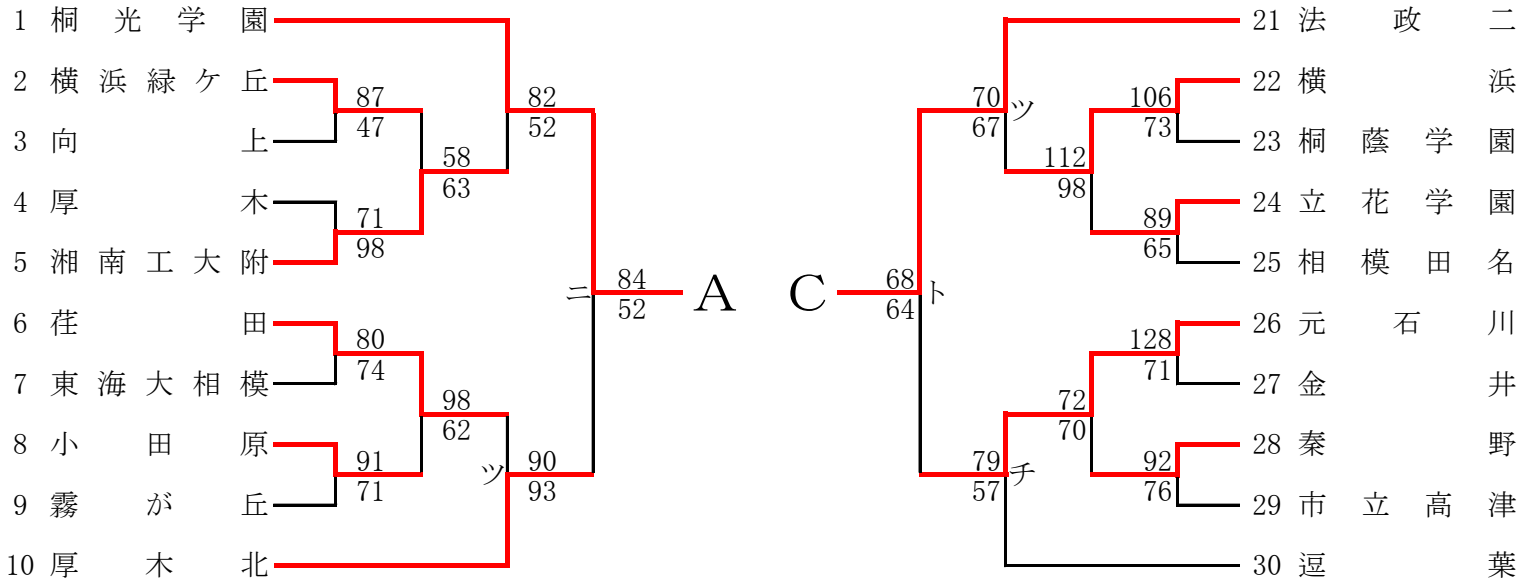 1 桐光学園
2 横浜緑ケ丘
3 向上
4 厚木
5 湘南工大附
6 荏田
7 東海大相模
8 小田原
9 霧が丘
10 厚木北
87
47
71
98
80
74
91
71
58
63
98
62
82
52
ツ
90
93
ニ
84
52
A
C
68
64
ト
70
67
ツ
79
57
チ
112
98
72
70
106
73
89
65
128
71
92
76
21 法政二
22 横浜
23 桐蔭学園
24 立花学園
25 相模田名
26 元石川
27 金井
28 秦野
29 市立高津
30 逗葉